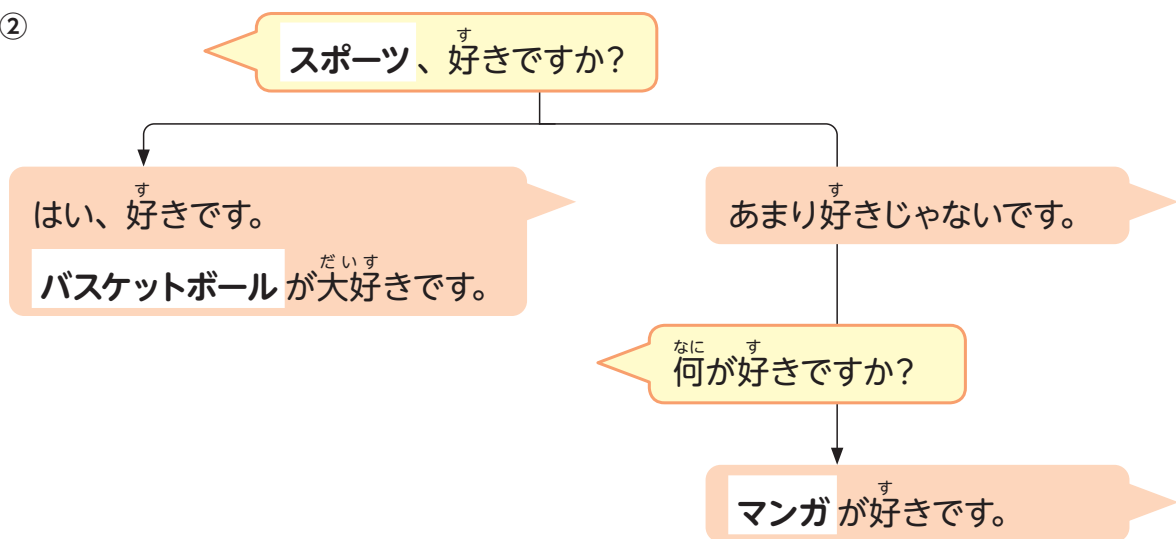 ②
スポーツ、好きですか?
はい、好きです。
バスケットボールが大好きです。
あまり好きじゃないです。
何が好きですか?
マンガが好きです。